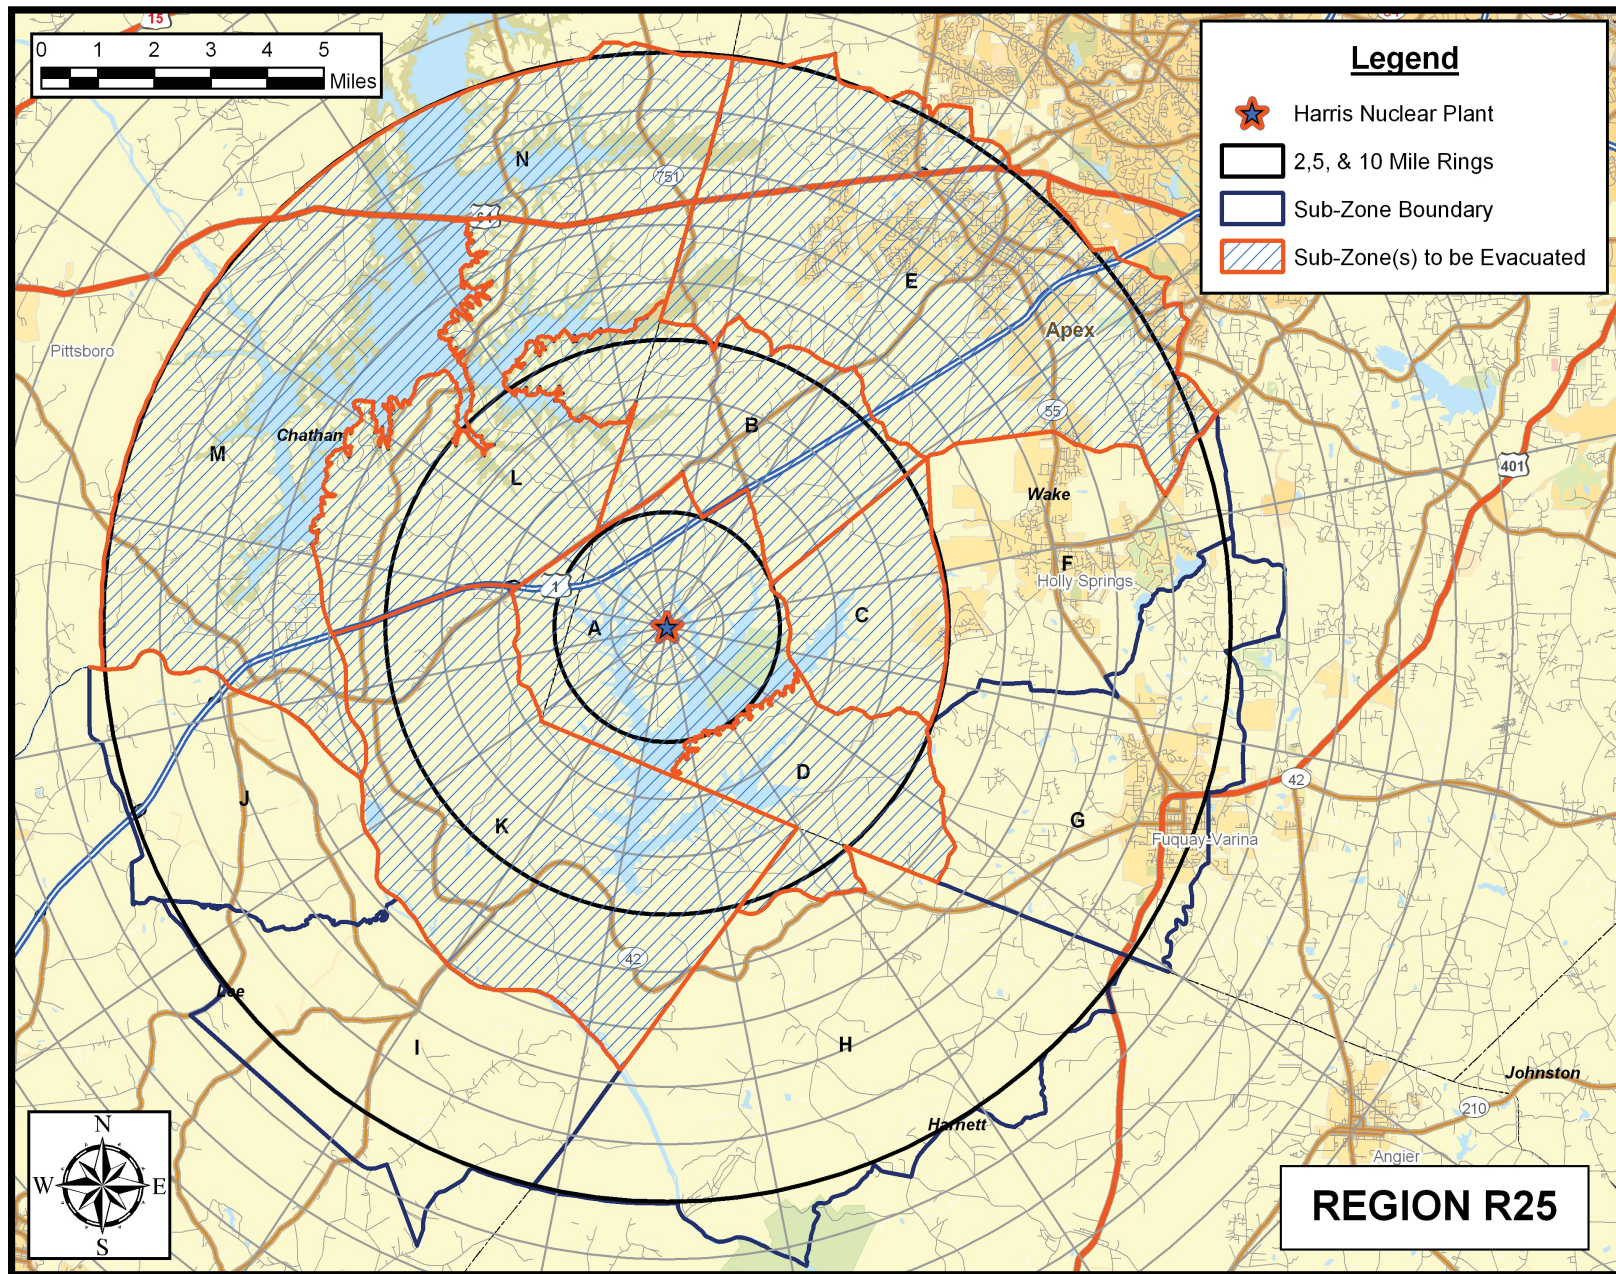 15
0 1 2 3 4 5
Miles
Legend
Harris Nuclear Plant
2,5, & 10 Mile Rings
Sub-Zone Boundary
Sub-Zone(s) to be Evacuated
N
751
64
E
Apex
Pittsboro
55
B
Chatham
M
L
401
Wake
F
Holly Springs
1
A
C
D
42
J
K
G
Fuquay-Varina
42
Lee
I
H
Johnston
210
Harnett
Angier
N
W E
S
REGION R25